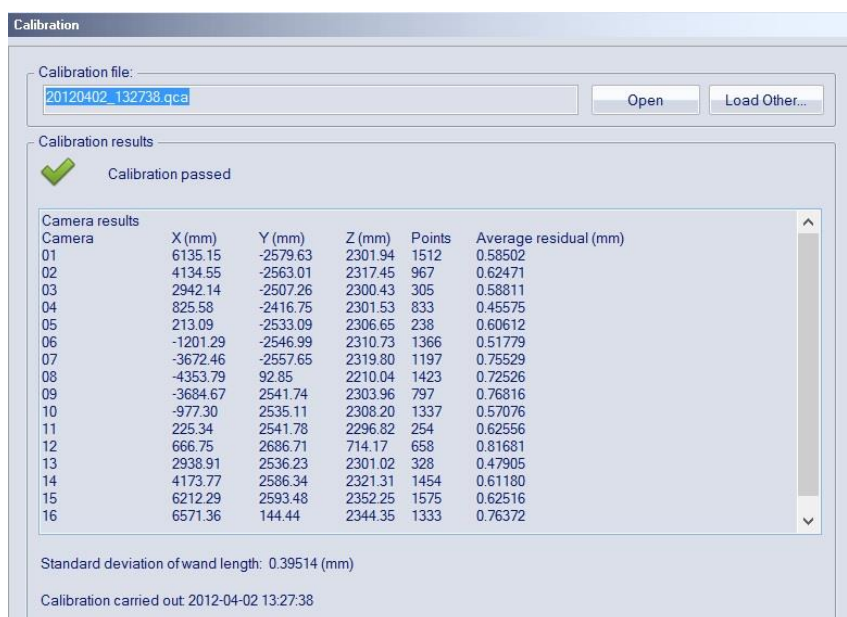 Calibration
Calibration file:
20120402_132738.qca Open Load Other...
Calibration results
Calibration passed
Camera results
Camera X (mm) Y (mm) Z (mm) Points Average residual (mm)
01 6135.15 -2579.63 2301.94 1512 0.58502
02 4134.55 -2563.01 2317.45 967 0.62471
03 2942.14 -2507.26 2300.43 305 0.58811
04 825.58 -2416.75 2301.53 833 0.45575
05 213.09 -2533.09 2306.65 238 0.60612
06 -1201.29 -2546.99 2310.73 1366 0.51779
07 -3672.46 -2557.65 2319.80 1197 0.75529
08 -4353.79 92.85 2210.04 1423 0.72526
09 -3684.67 2541.74 2303.96 797 0.76816
10 -977.30 2535.11 2308.20 1337 0.57076
11 225.34 2541.78 2296.82 254 0.62556
12 666.75 2686.71 714.17 658 0.81681
13 2938.91 2536.23 2301.02 328 0.47905
14 4173.77 2586.34 2321.31 1454 0.61180
15 6212.29 2593.48 2352.25 1575 0.62516
16 6571.36 144.44 2344.35 1333 0.76372
Standard deviation of wand length: 0.39514 (mm)
Calibration carried out: 2012-04-02 13:27:38